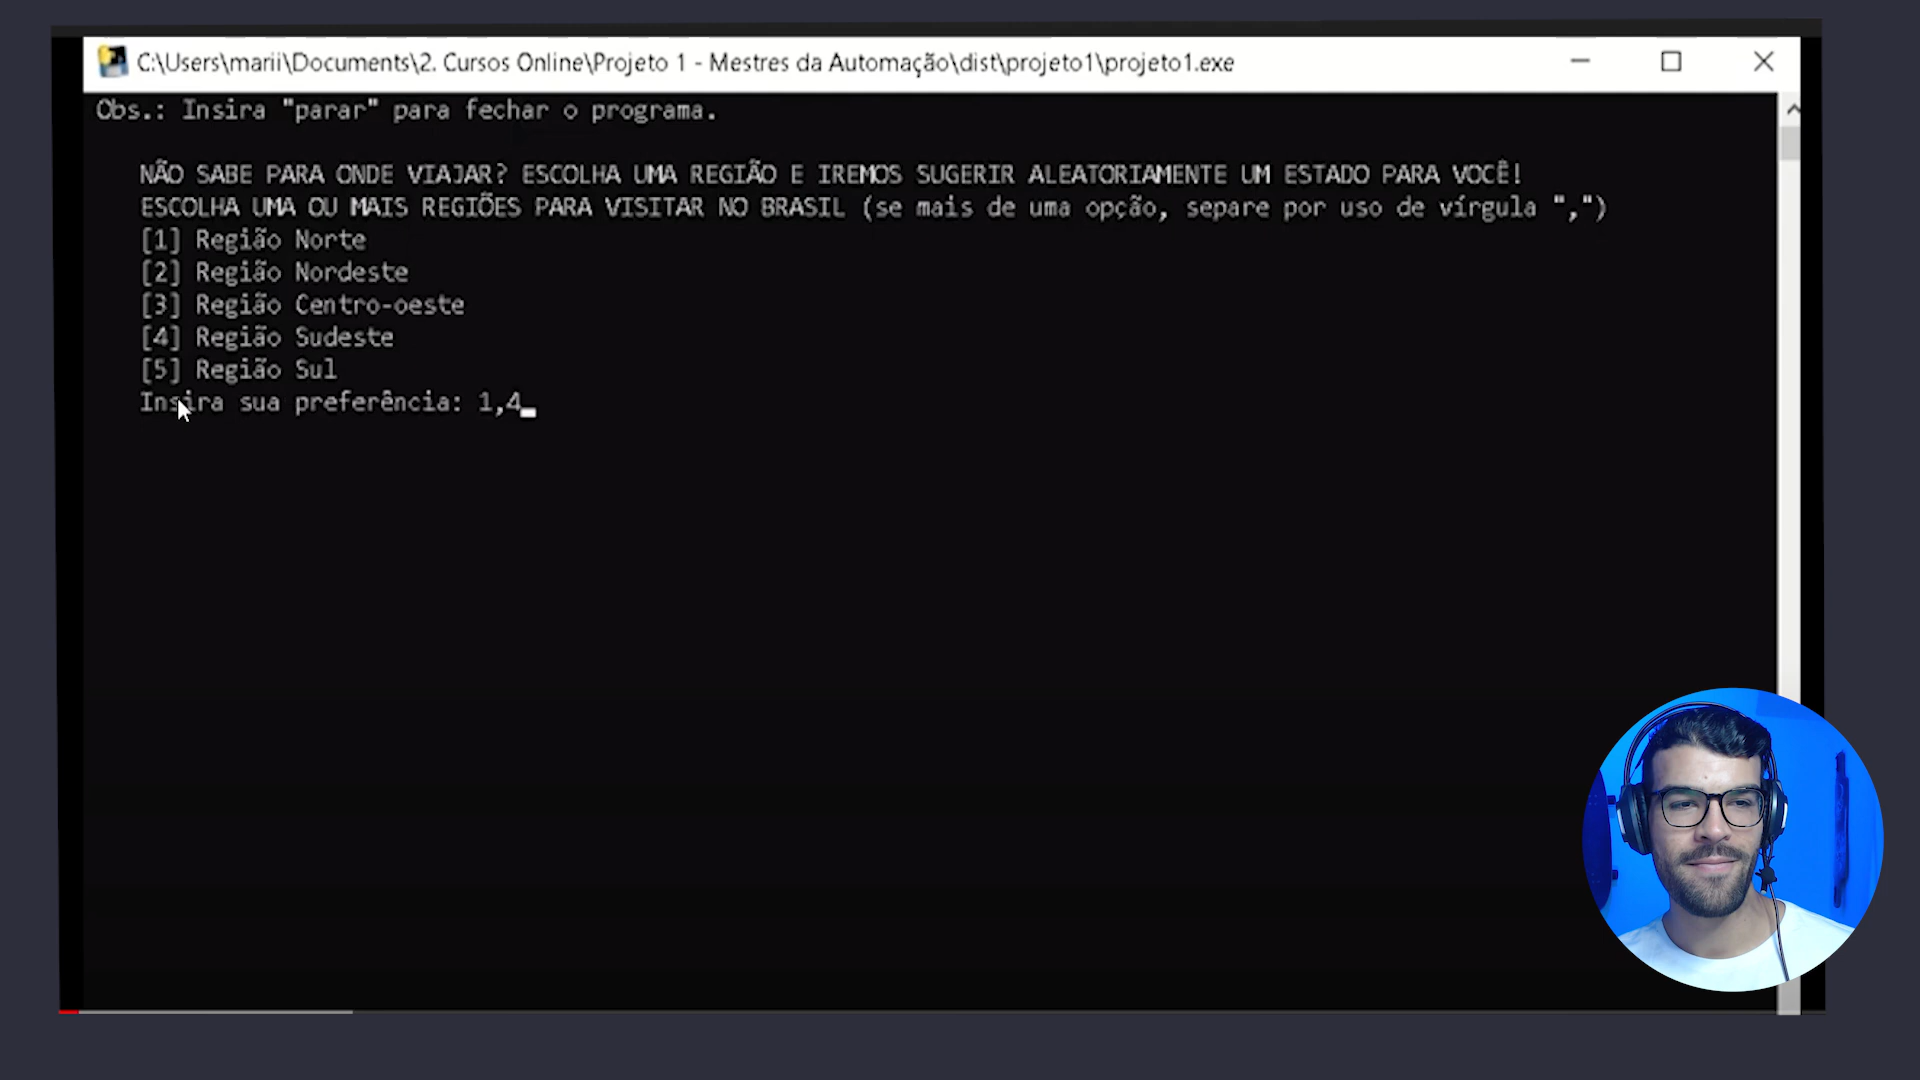 C:\Users\marii\Documents\2. Cursos Online\Projeto 1 - Mestres da Automação\dist\projeto1\projeto1.exe
Obs.: Insira "parar" para fechar o programa.
NÃO SABE PARA ONDE VIAJAR? ESCOLHA UMA REGIÃO E IREMOS SUGERIR ALEATORIAMENTE UM ESTADO PARA VOCÊ!
ESCOLHA UMA OU MAIS REGIÕES PARA VISITAR NO BRASIL (se mais de uma opção, separe por uso de vírgula ",")
[1] Região Norte
[2] Região Nordeste
[3] Região Centro-oeste
[4] Região Sudeste
[5] Região Sul
Insira sua preferência: 1,4